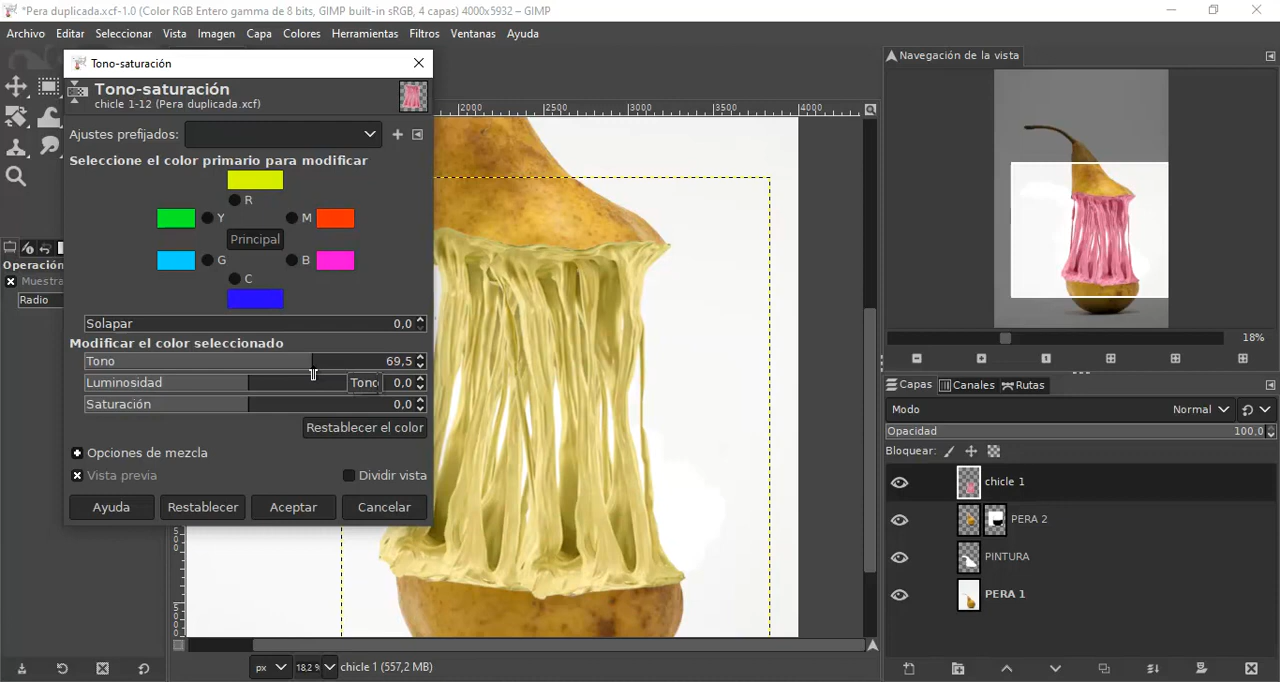 *Pera duplicada.xcf-1.0 (Color RGB Entero gamma de 8 bits, GIMP built-in sRGB, 4 capas) 4000x5932 – GIMP
Archivo Editar Seleccionar Vista Imagen Capa Colores Herramientas Filtros Ventanas Ayuda
Tono-saturación
Tono-saturación
chicle 1-12 (Pera duplicada.xcf)
Ajustes prefijados:
Seleccione el color primario para modificar
R
Y M
Principal
G B
C
Solapar 0,0
Modificar el color seleccionado
Tono 69,5
Luminosidad 0,0
Tono
Saturación 0,0
Restablecer el color
Opciones de mezcla
Vista previa Dividir vista
Ayuda Restablecer Aceptar Cancelar
Operación
Muestra
Radio
2000 2500 3000 3500 4000
px 18,2 % chicle 1 (557,2 MB)
Navegación de la vista
18%
Capas Canales Rutas
Modo Normal
Opacidad 100,0
Bloquear:
chicle 1
PERA 2
PINTURA
PERA 1